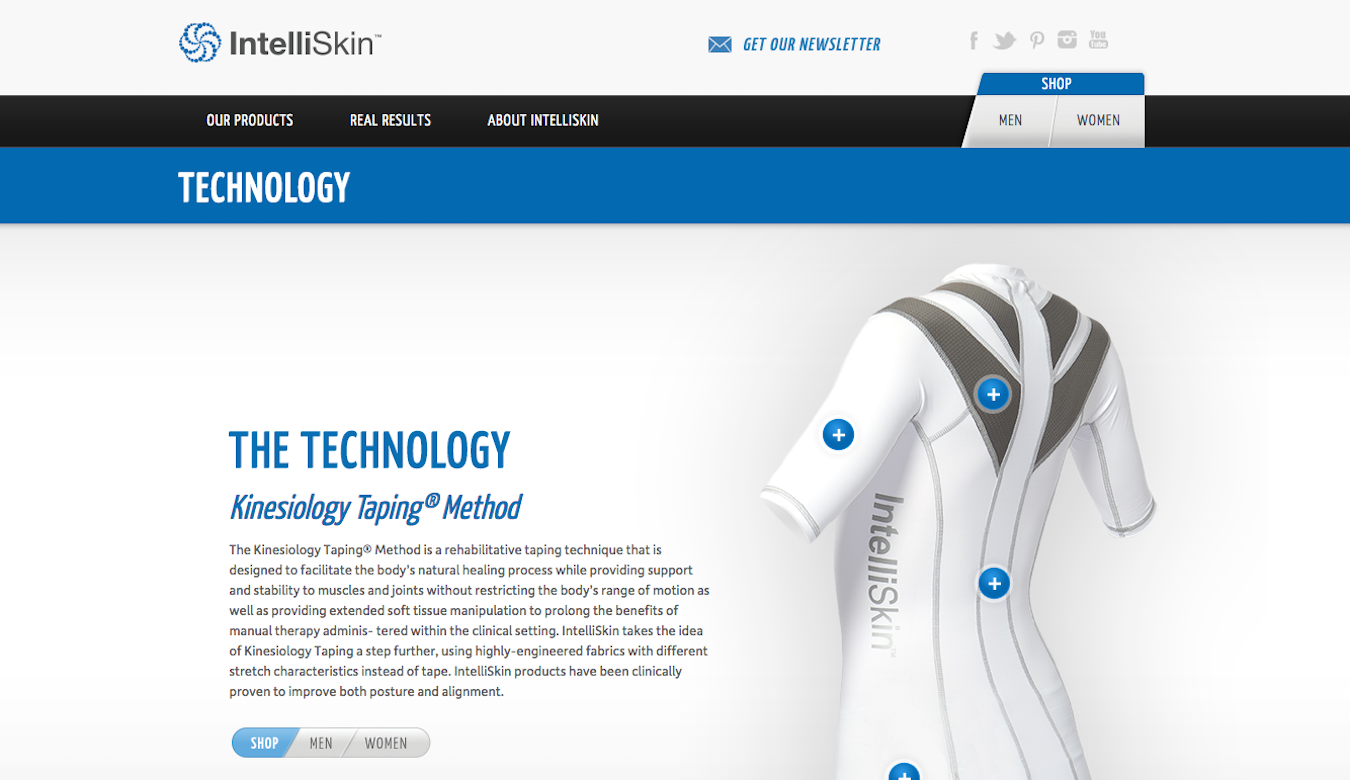 IntelliSkin™
GET OUR NEWSLETTER
You
Tube
SHOP
MEN
WOMEN
OUR PRODUCTS
REAL RESULTS
ABOUT INTELLISKIN
TECHNOLOGY
THE TECHNOLOGY
Kinesiology Taping® Method
The Kinesiology Taping® Method is a rehabilitative taping technique that is
designed to facilitate the body's natural healing process while providing support
and stability to muscles and joints without restricting the body's range of motion as
well as providing extended soft tissue manipulation to prolong the benefits of
manual therapy adminis- tered within the clinical setting. IntelliSkin takes the idea
of Kinesiology Taping a step further, using highly-engineered fabrics with different
stretch characteristics instead of tape. IntelliSkin products have been clinically
proven to improve both posture and alignment.
SHOP
MEN
WOMEN
IntelliSkin™